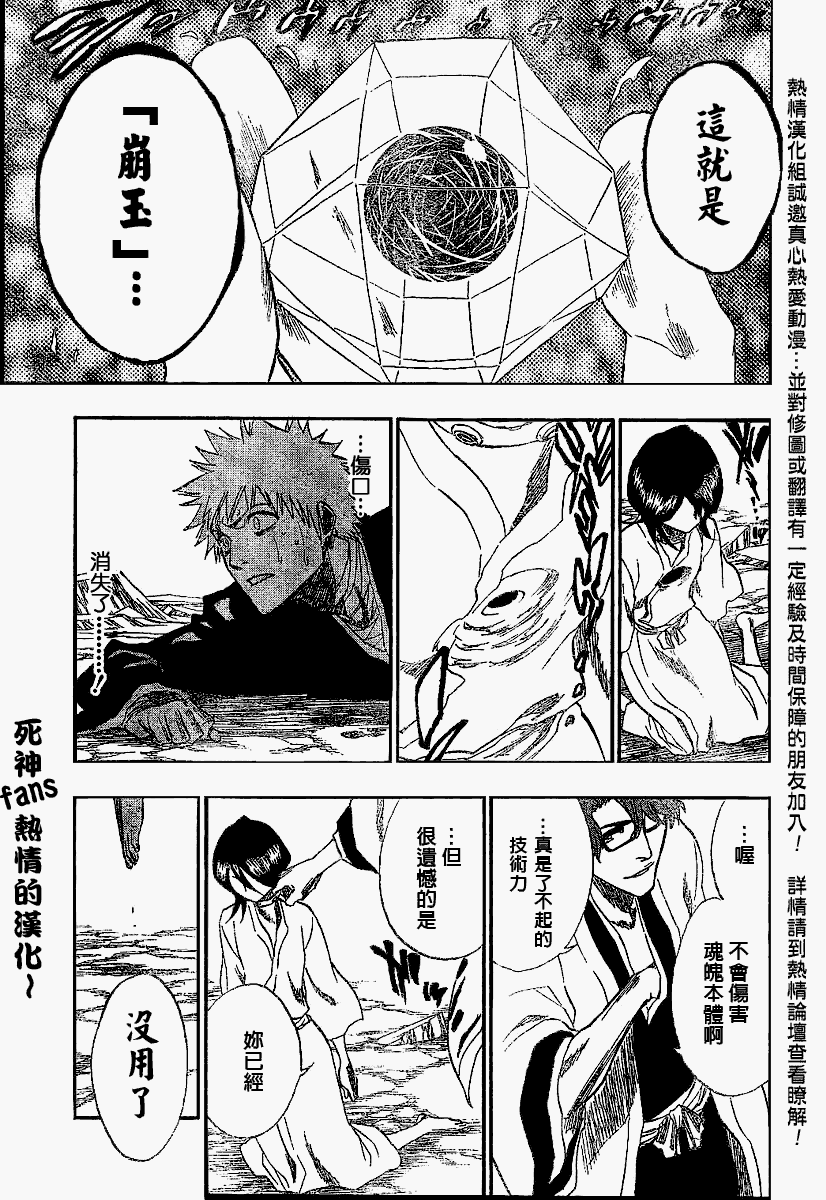 熱情漢化組誠邀真心熱愛動漫…並對修圖或翻譯有一定經驗及時間保障的朋友加入！ 詳情請到熱情論壇查看瞭解！
這就是
『崩玉』…
…傷口…
消失了………！
…喔
不會傷害
魂魄本體啊
…真是了不起的
技術力
…但
很遺憾的是
妳已經
沒用了
死神
fans
熱情的漢化～